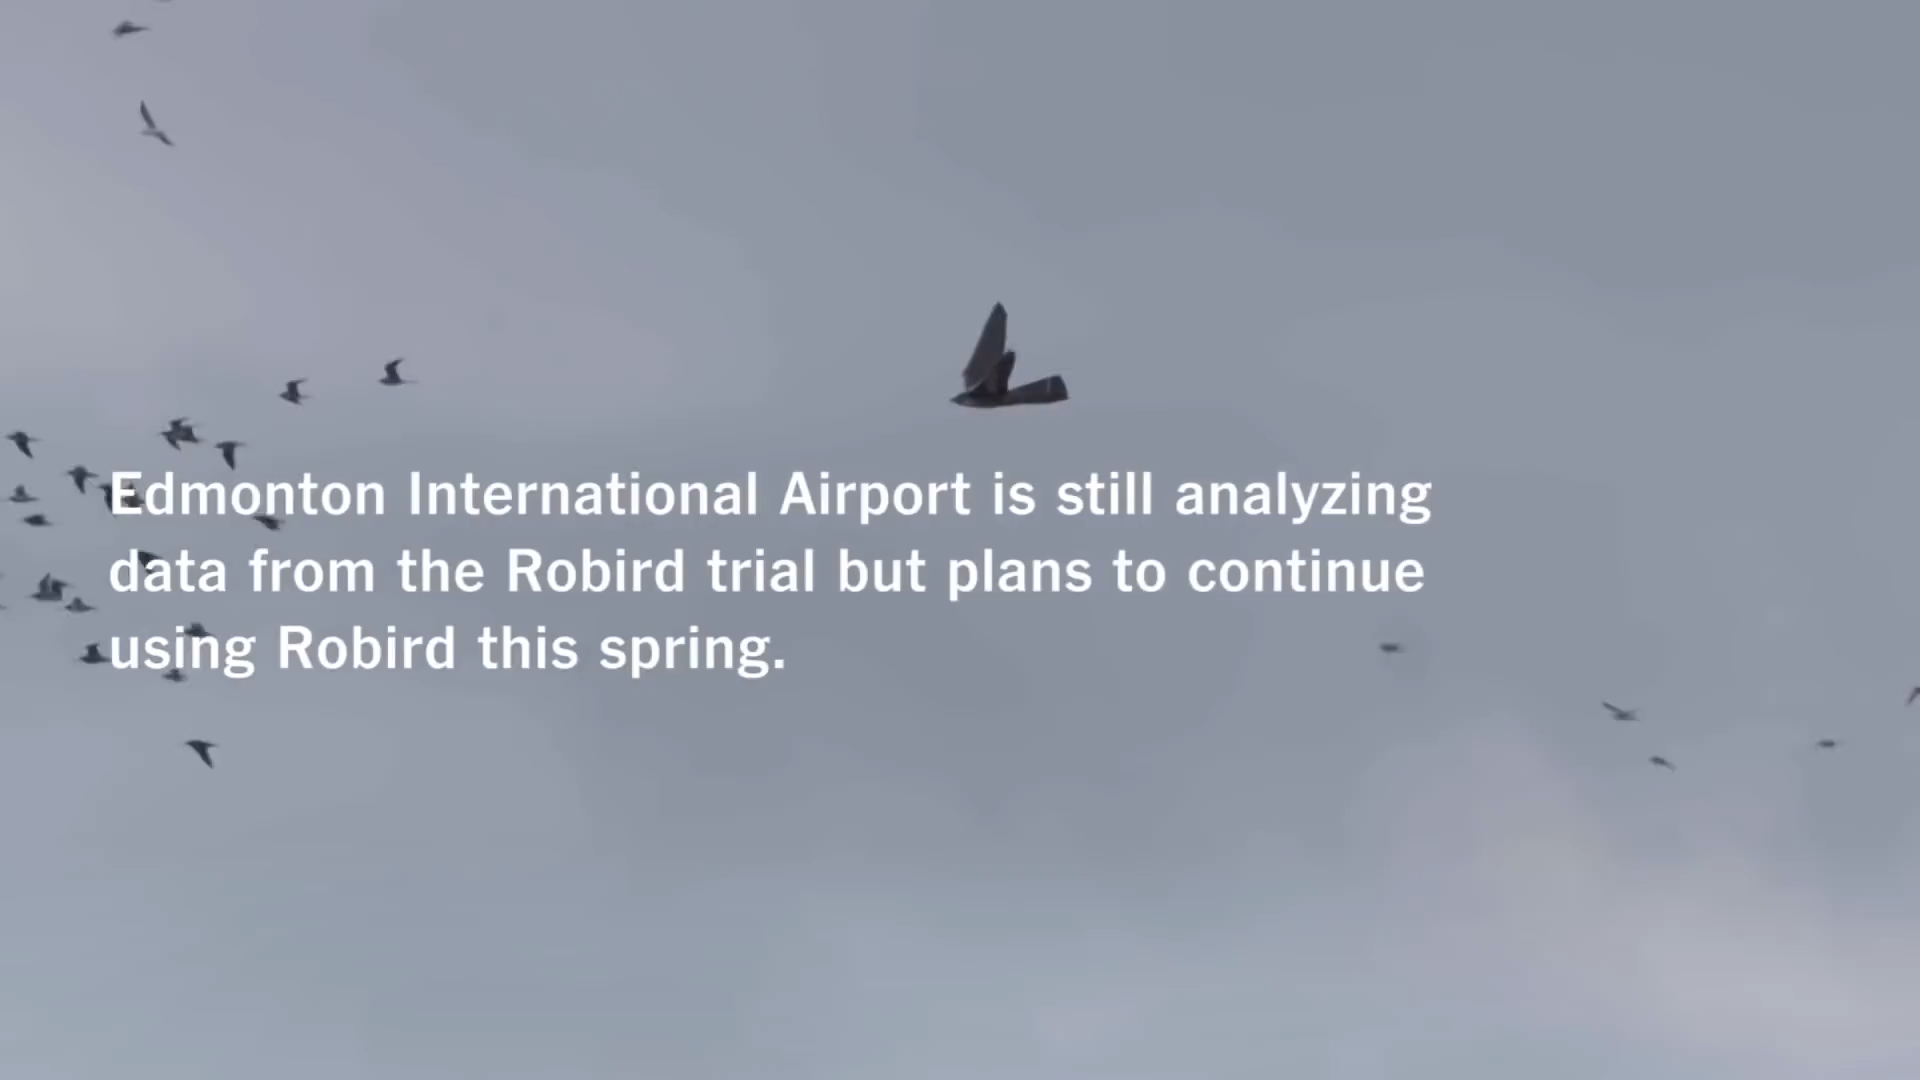 Edmonton International Airport is still analyzing
data from the Robird trial but plans to continue
using Robird this spring.